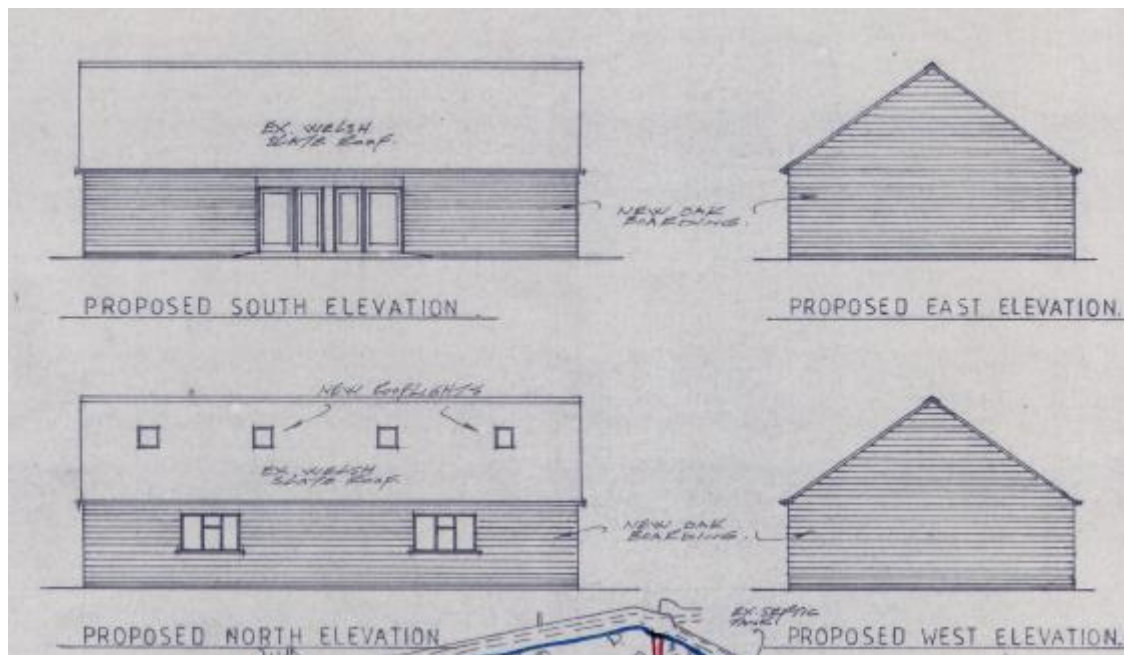 EX. WELSH
SLATE ROOF.
NEW OAK
BOARDING.
PROPOSED SOUTH ELEVATION
PROPOSED EAST ELEVATION.
NEW ROOFLIGHTS
EX. WELSH
SLATE ROOF.
NEW OAK
BOARDING.
EX. SEPTIC
TANK
PROPOSED NORTH ELEVATION
PROPOSED WEST ELEVATION.